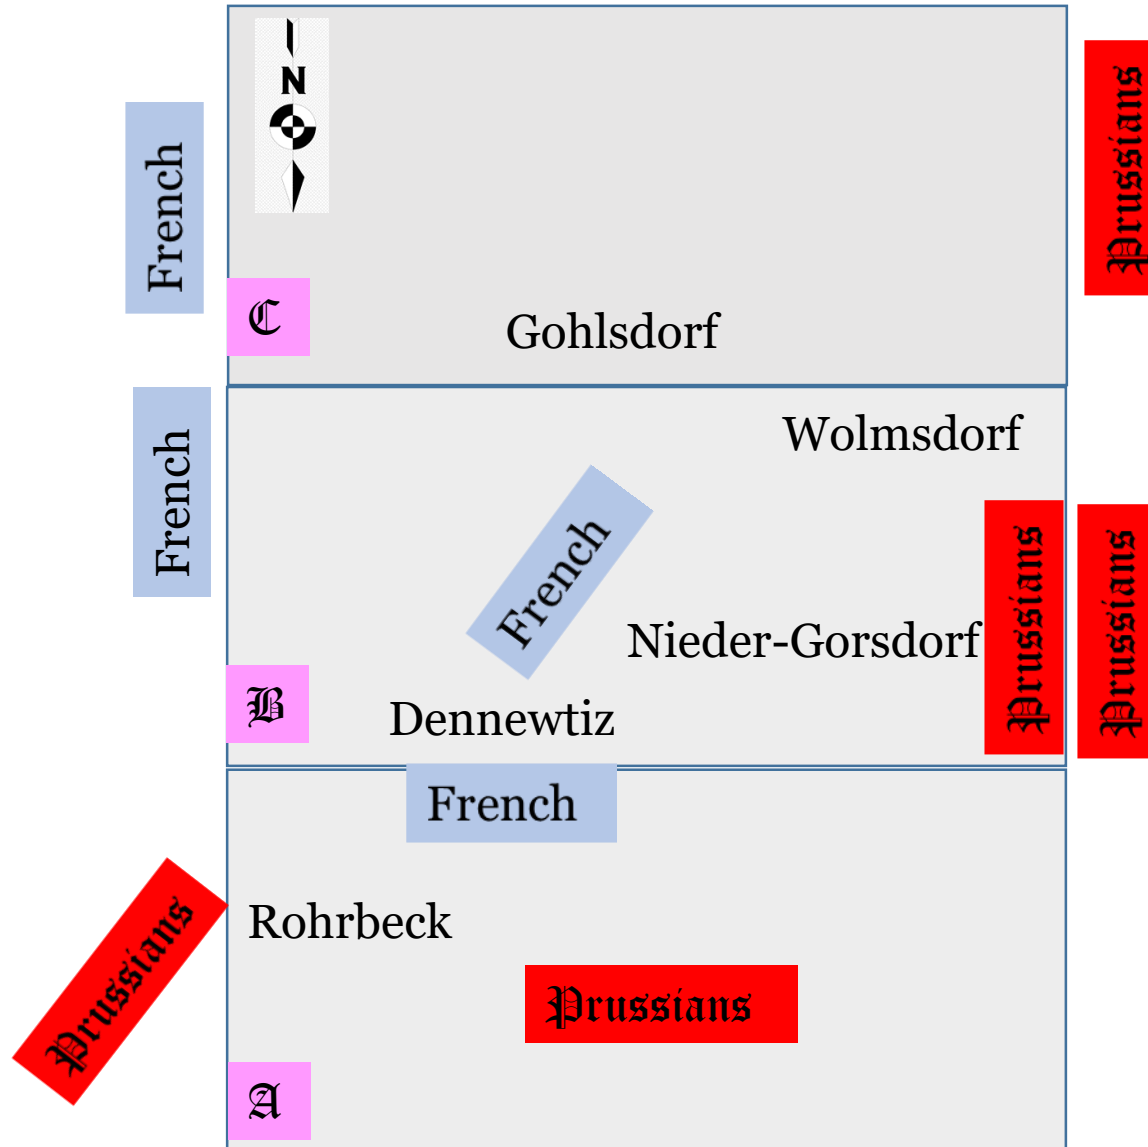 N
Prussians
French
C
Gohlsdorf
French
Wolmsdorf
French
Prussians
Prussians
Nieder-Gorsdorf
B
Dennewtiz
French
Prussians
Rohrbeck
Prussians
A